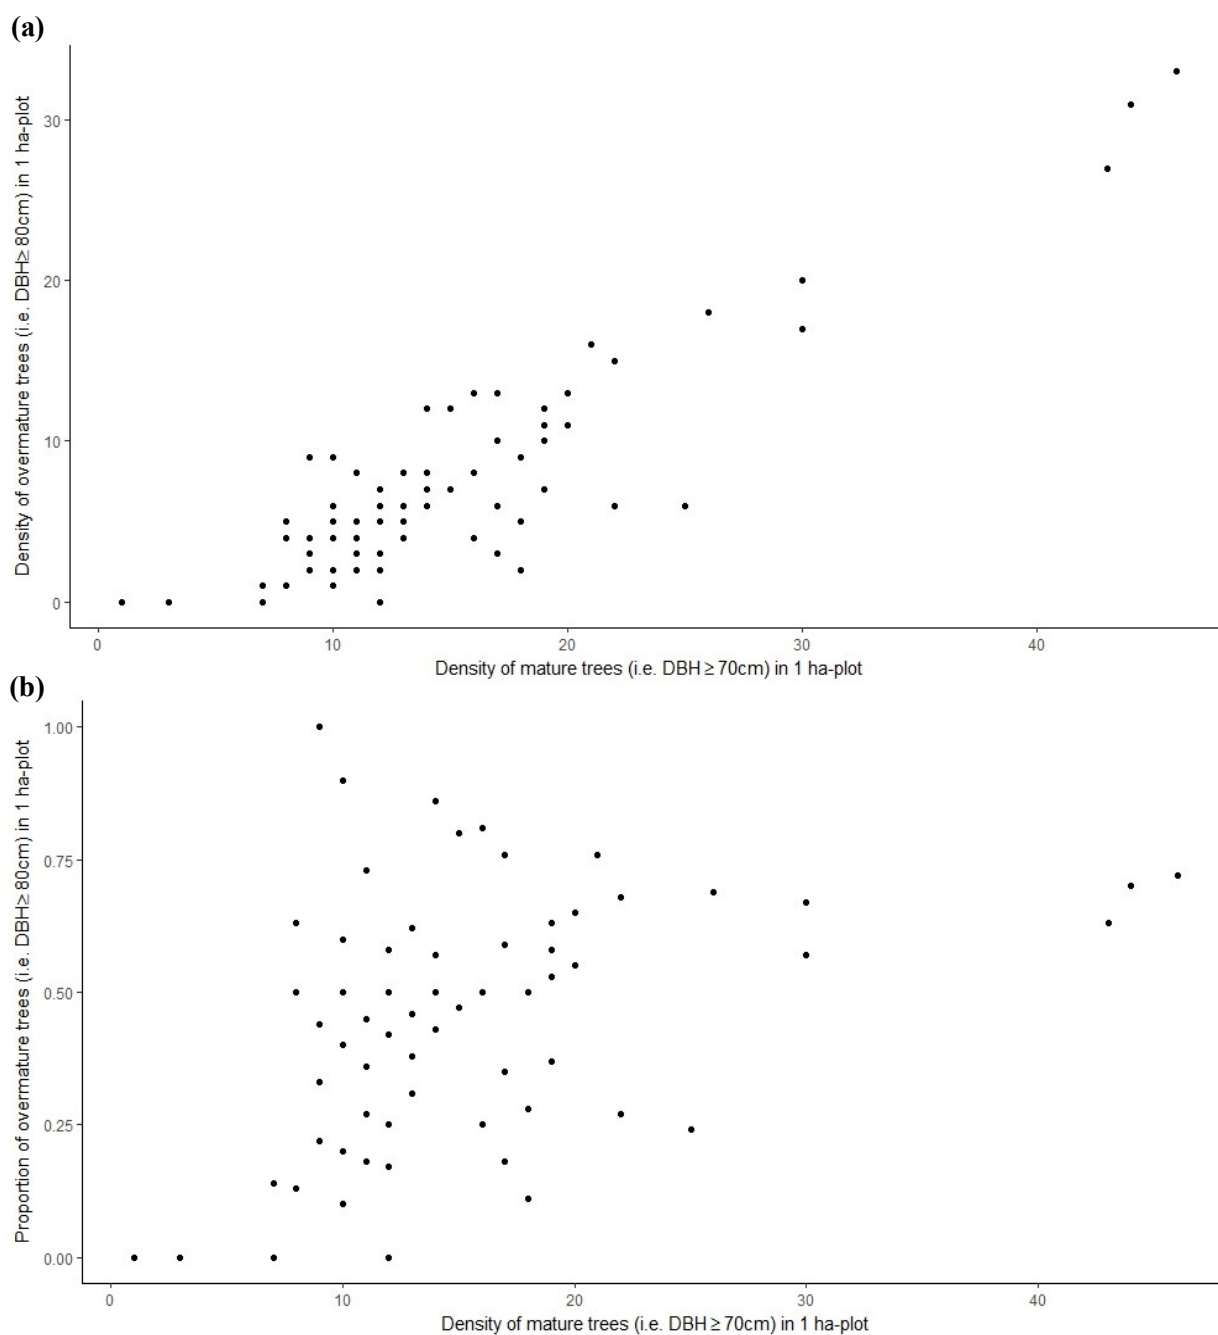 (a)
Density of overmature trees (i.e. DBH≥ 80cm) in 1 ha-plot
30
20
10
0
0 10 20 30 40
Density of mature trees (i.e. DBH ≥ 70cm) in 1 ha-plot
(b)
Proportion of overmature trees (i.e. DBH≥ 80cm) in 1 ha-plot
1.00
0.75
0.50
0.25
0.00
0 10 20 30 40
Density of mature trees (i.e. DBH ≥ 70cm) in 1 ha-plot